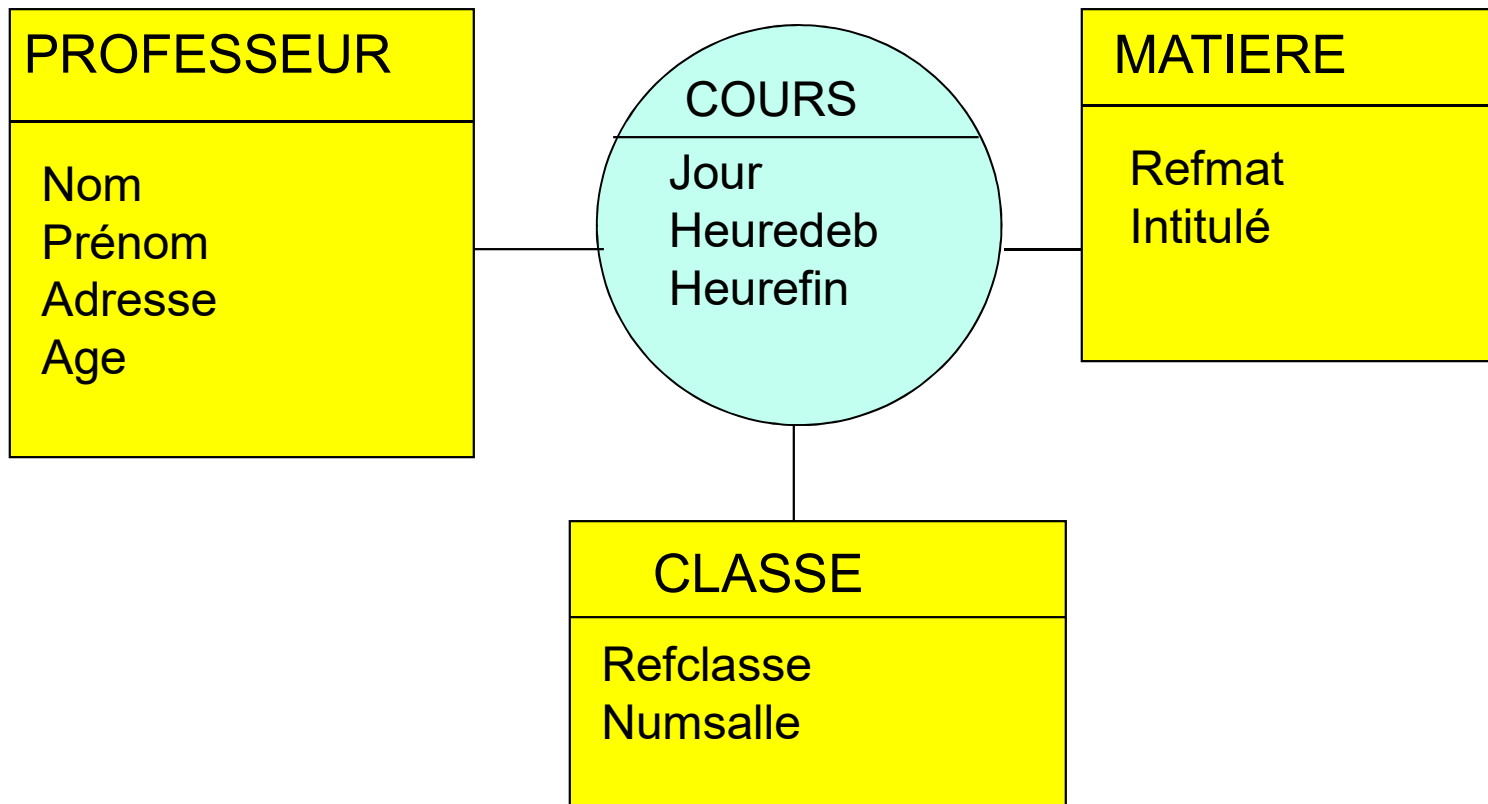 PROFESSEUR
Nom
Prénom
Adresse
Age
COURS
Jour
Heuredeb
Heurefin
MATIERE
Refmat
Intitulé
CLASSE
Refclasse
Numsalle